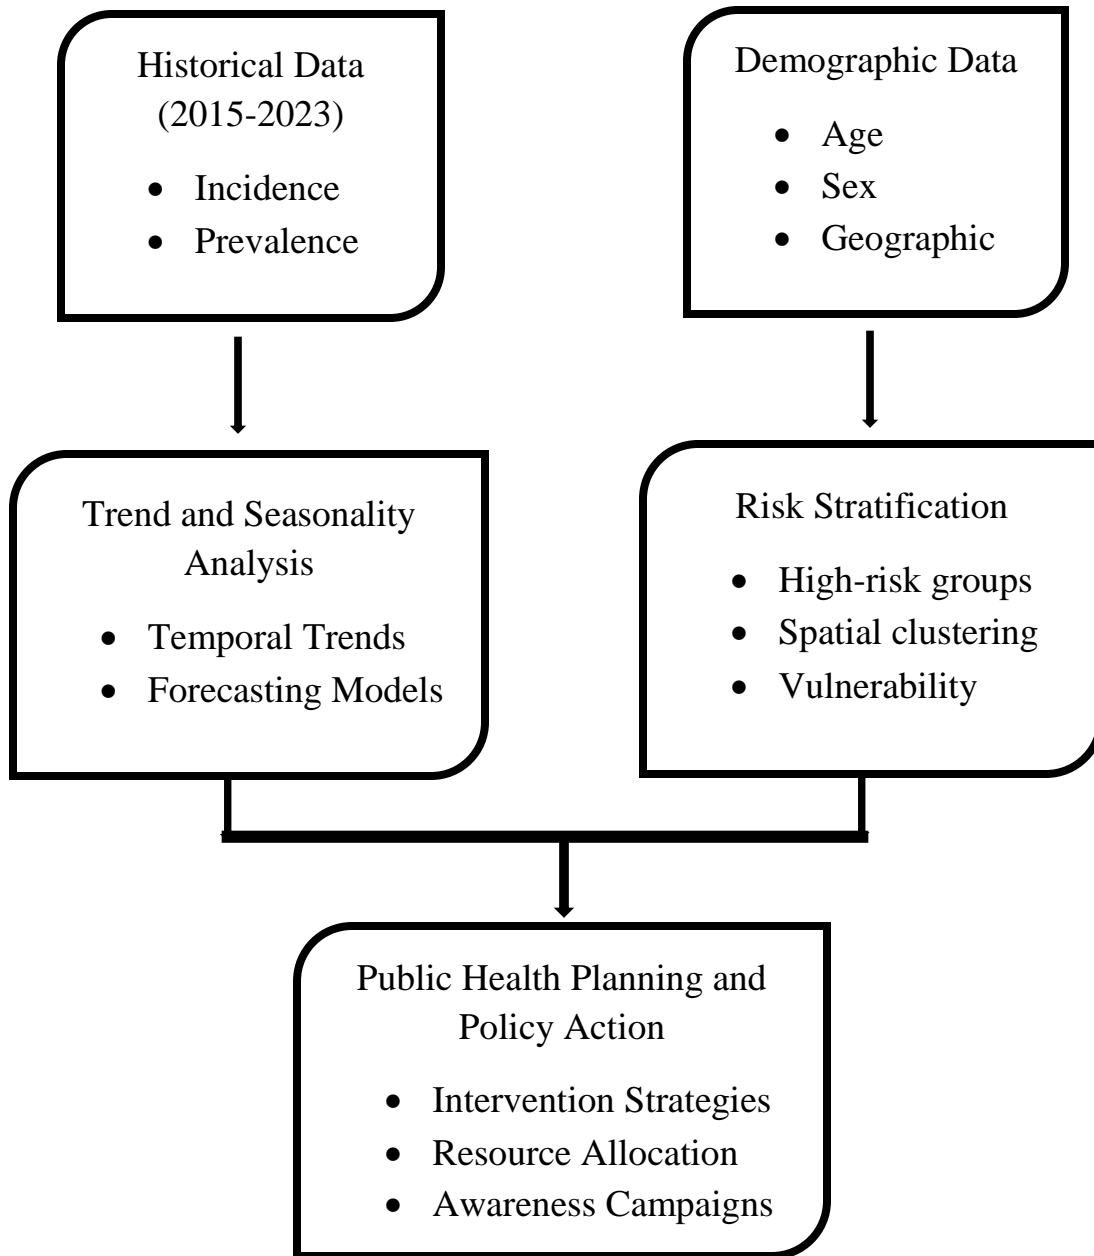 Historical Data
(2015-2023)
• Incidence
• Prevalence
Demographic Data
• Age
• Sex
• Geographic
Trend and Seasonality
Analysis
• Temporal Trends
• Forecasting Models
Risk Stratification
• High-risk groups
• Spatial clustering
• Vulnerability
Public Health Planning and
Policy Action
• Intervention Strategies
• Resource Allocation
• Awareness Campaigns